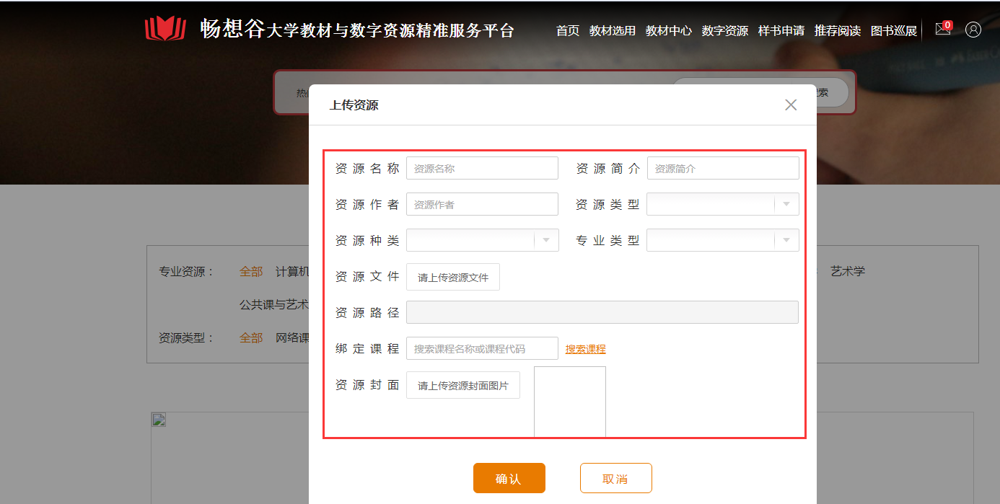 畅想谷大学教材与数字资源精准服务平台
首页 教材选用 教材中心 数字资源 样书申请 推荐阅读 图书巡展 0
热
索
上传资源
资源名称 资源名称 资源简介 资源简介
资源作者 资源作者 资源类型
资源种类 专业类型
专业资源： 全部 计算机 艺术学
资源文件 请上传资源文件
公共课与艺术
资源路径
资源类型： 全部 网络课
绑定课程 搜索课程名称或课程代码 搜索课程
资源封面 请上传资源封面图片
确认 取消